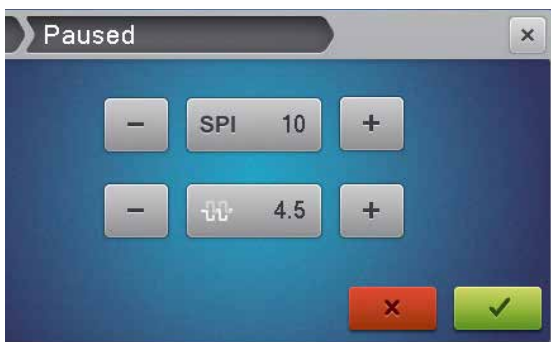 Paused
×
− SPI 10 +
− 4.5 +